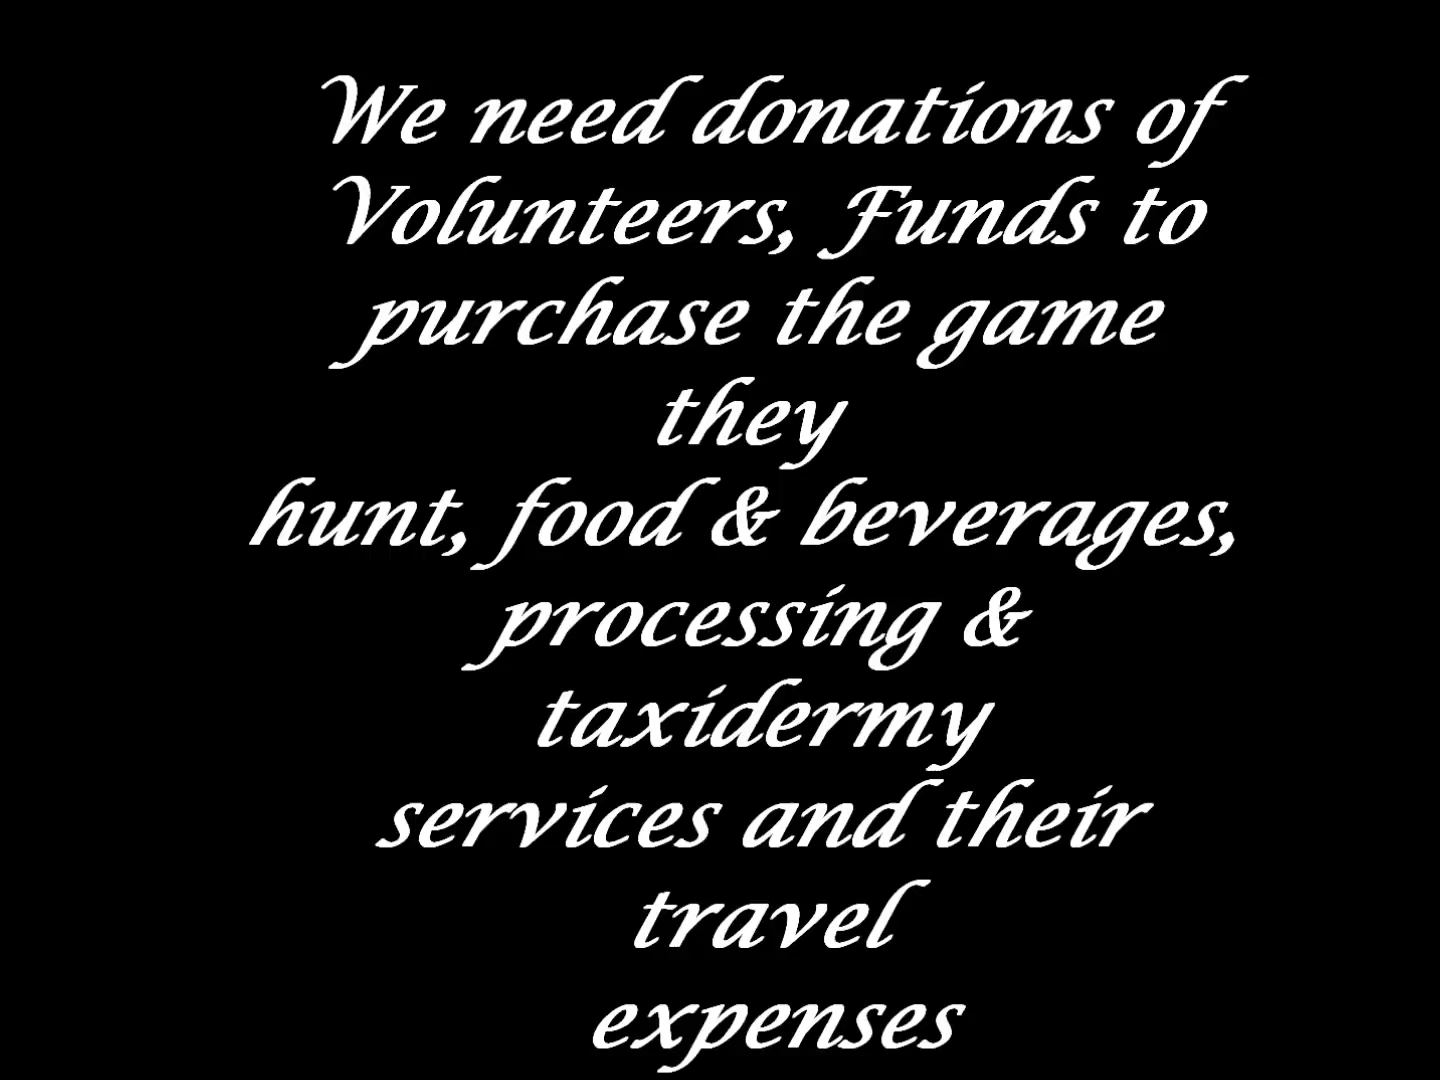 We need donations of
Volunteers, Funds to
purchase the game
they
hunt, food & beverages,
processing &
taxidermy
services and their
travel
expenses